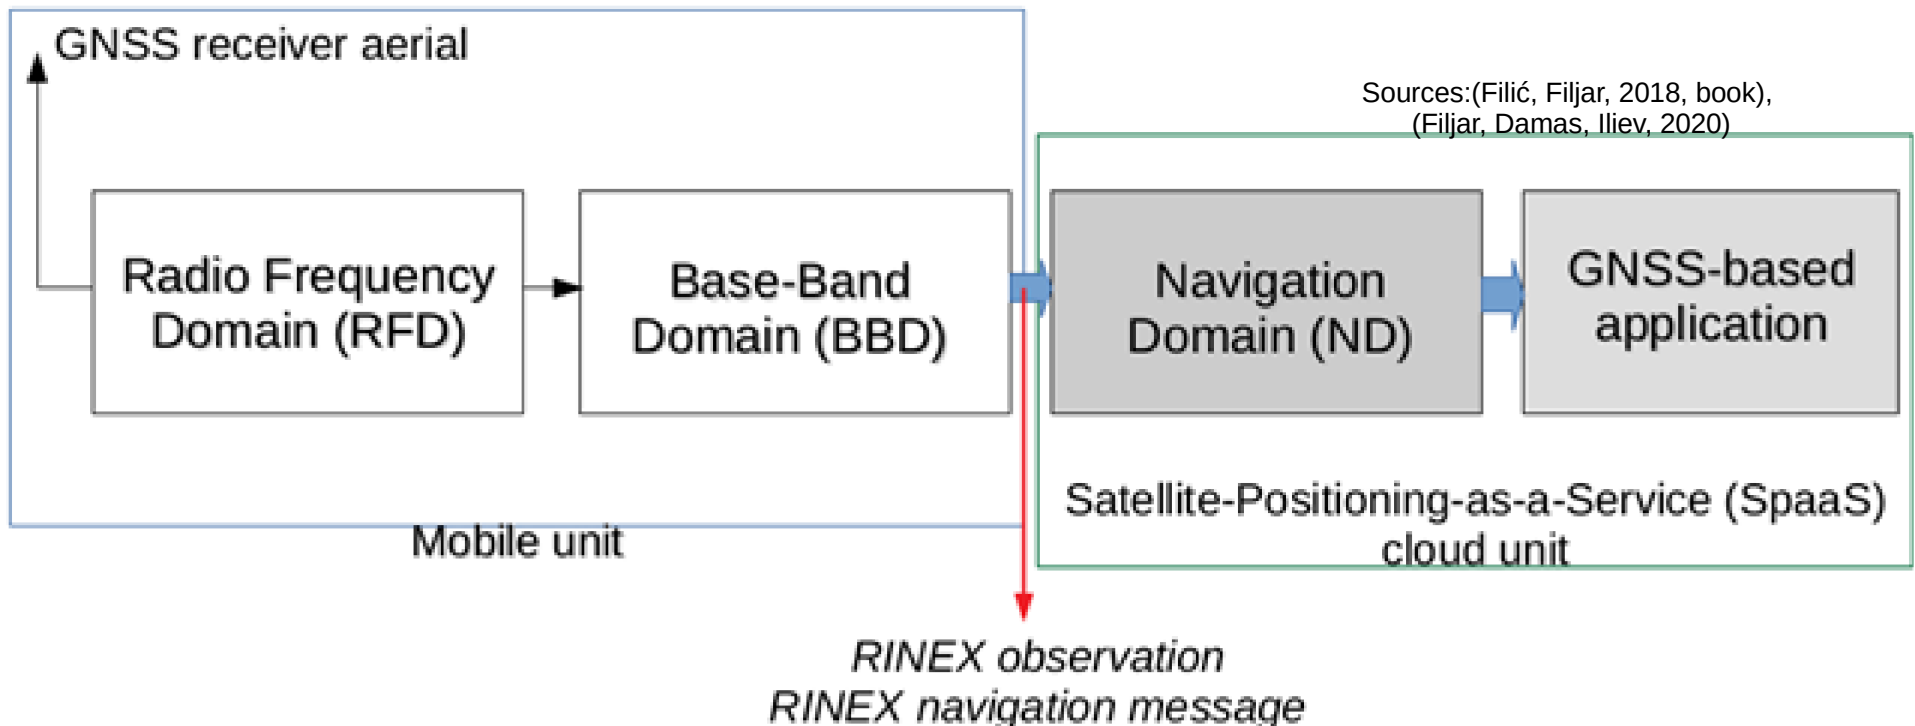 GNSS receiver aerial
Sources:(Filić, Filjar, 2018, book),
(Filjar, Damas, Iliev, 2020)
Radio Frequency
Domain (RFD)
Base-Band
Domain (BBD)
Navigation
Domain (ND)
GNSS-based
application
Mobile unit
Satellite-Positioning-as-a-Service (SpaaS)
cloud unit
RINEX observation
RINEX navigation message